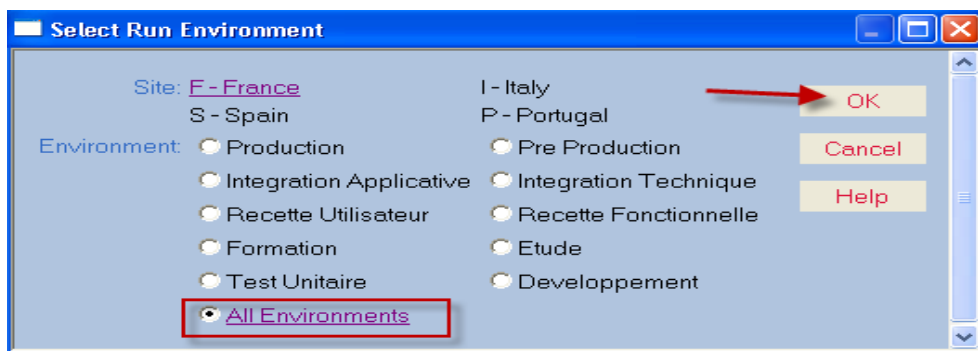 Select Run Environment
Site: F - France I - Italy OK
S - Spain P - Portugal
Environment: Production Pre Production Cancel
Integration Applicative Integration Technique Help
Recette Utilisateur Recette Fonctionnelle
Formation Etude
Test Unitaire Developpement
All Environments